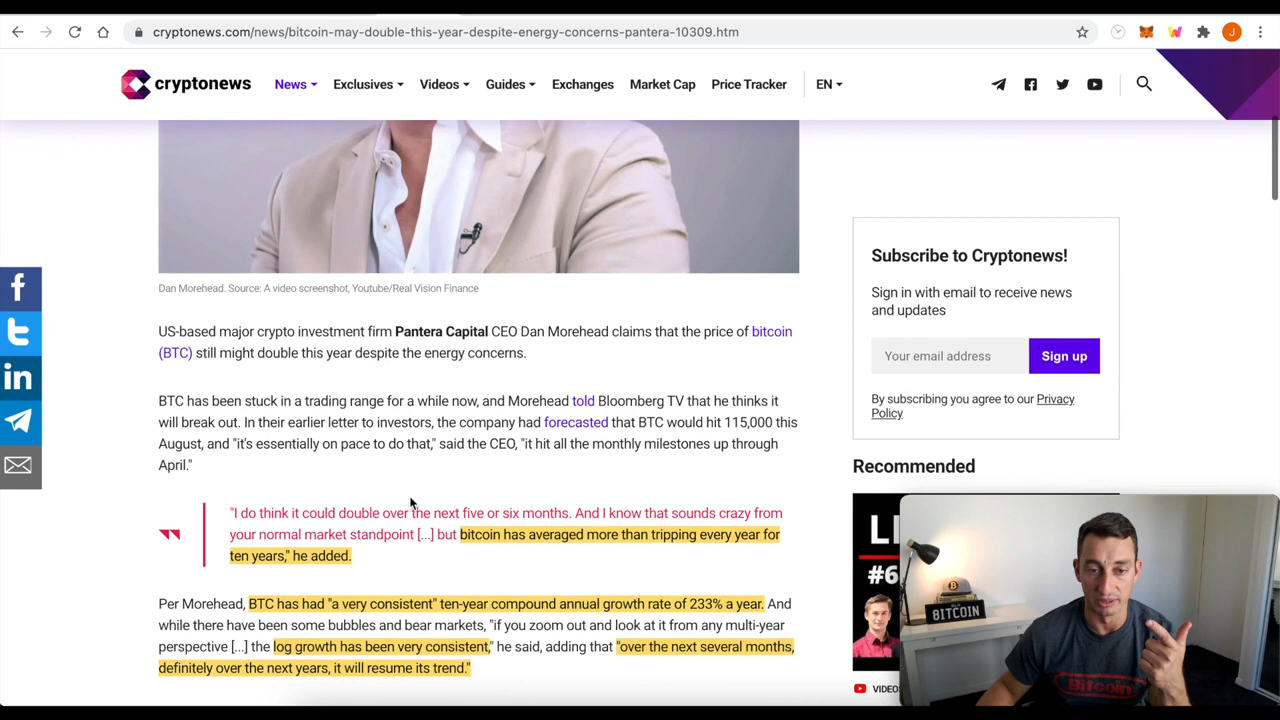 cryptonews.com/news/bitcoin-may-double-this-year-despite-energy-concerns-pantera-10309.htm
J
cryptonews
News
Exclusives
Videos
Guides
Exchanges
Market Cap
Price Tracker
EN
Dan Morehead. Source: A video screenshot, Youtube/Real Vision Finance
US-based major crypto investment firm Pantera Capital CEO Dan Morehead claims that the price of bitcoin
(BTC) still might double this year despite the energy concerns.
BTC has been stuck in a trading range for a while now, and Morehead told Bloomberg TV that he thinks it
will break out. In their earlier letter to investors, the company had forecasted that BTC would hit 115,000 this
August, and "it's essentially on pace to do that," said the CEO, "it hit all the monthly milestones up through
April."
"I do think it could double over the next five or six months. And I know that sounds crazy from
your normal market standpoint [...] but bitcoin has averaged more than tripping every year for
ten years," he added.
Per Morehead, BTC has had "a very consistent" ten-year compound annual growth rate of 233% a year. And
while there have been some bubbles and bear markets, "if you zoom out and look at it from any multi-year
perspective [...] the log growth has been very consistent," he said, adding that "over the next several months,
definitely over the next years, it will resume its trend."
Subscribe to Cryptonews!
Sign in with email to receive news
and updates
Your email address
Sign up
By subscribing you agree to our Privacy
Policy
Recommended
#6
VIDEO
BITCOIN
Bitcoin